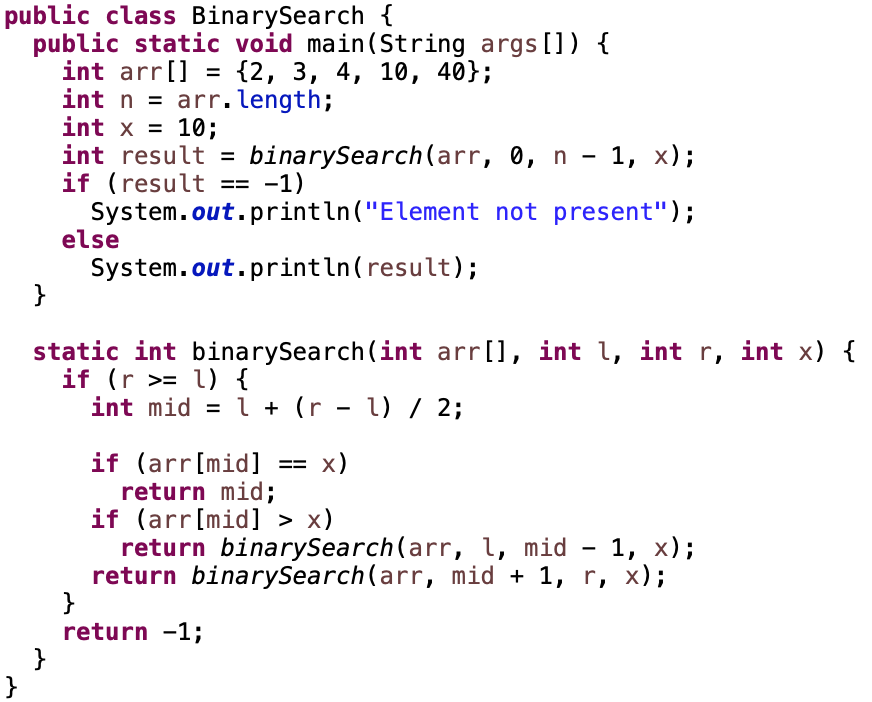 public class BinarySearch {
  public static void main(String args[]) {
    int arr[] = {2, 3, 4, 10, 40};
    int n = arr.length;
    int x = 10;
    int result = binarySearch(arr, 0, n - 1, x);
    if (result == -1)
      System.out.println("Element not present");
    else
      System.out.println(result);
  }

  static int binarySearch(int arr[], int l, int r, int x) {
    if (r >= l) {
      int mid = l + (r - l) / 2;

      if (arr[mid] == x)
        return mid;
      if (arr[mid] > x)
        return binarySearch(arr, l, mid - 1, x);
      return binarySearch(arr, mid + 1, r, x);
    }
    return -1;
  }
}